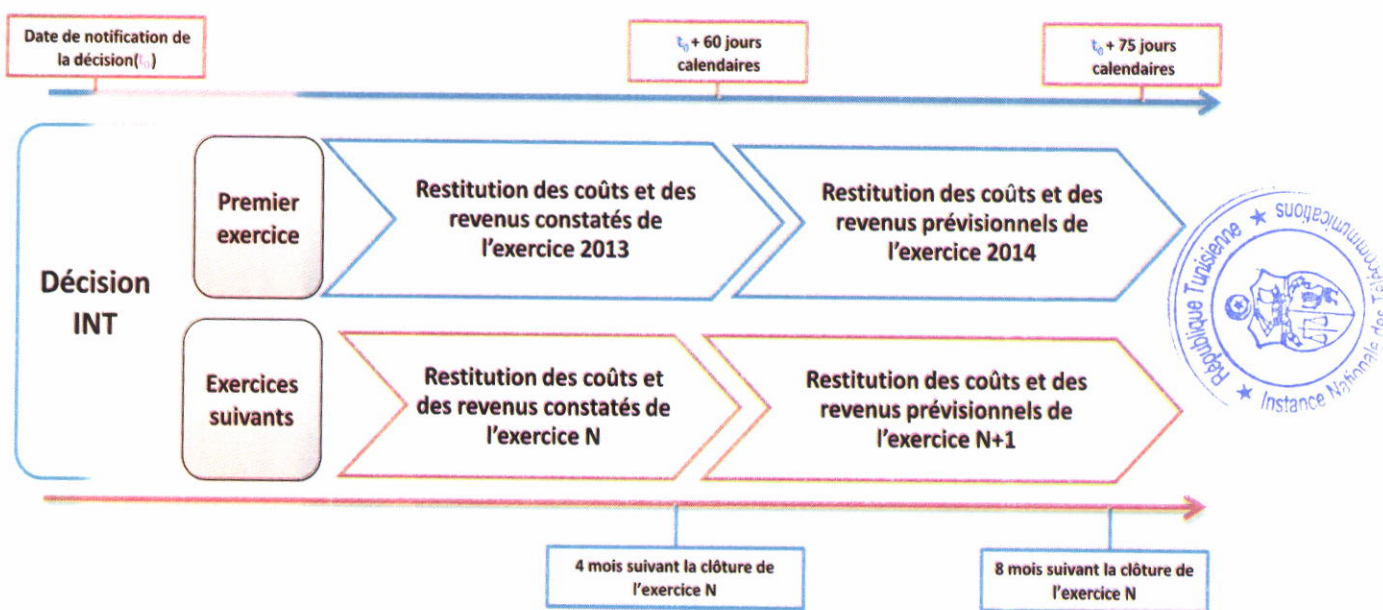 Date de notification de
la décision(t₀)
t₀ + 60 jours
calendaires
t₀ + 75 jours
calendaires
Décision
INT
Premier
exercice
Restitution des coûts et des
revenus constatés de
l'exercice 2013
Restitution des coûts et des
revenus prévisionnels de
l'exercice 2014
Exercices
suivants
Restitution des coûts et
des revenus constatés de
l'exercice N
Restitution des coûts et des
revenus prévisionnels de
l'exercice N+1
4 mois suivant la clôture de
l'exercice N
8 mois suivant la clôture de
l'exercice N
★ République Tunisienne ★
Instance Nationale des Télécommunications